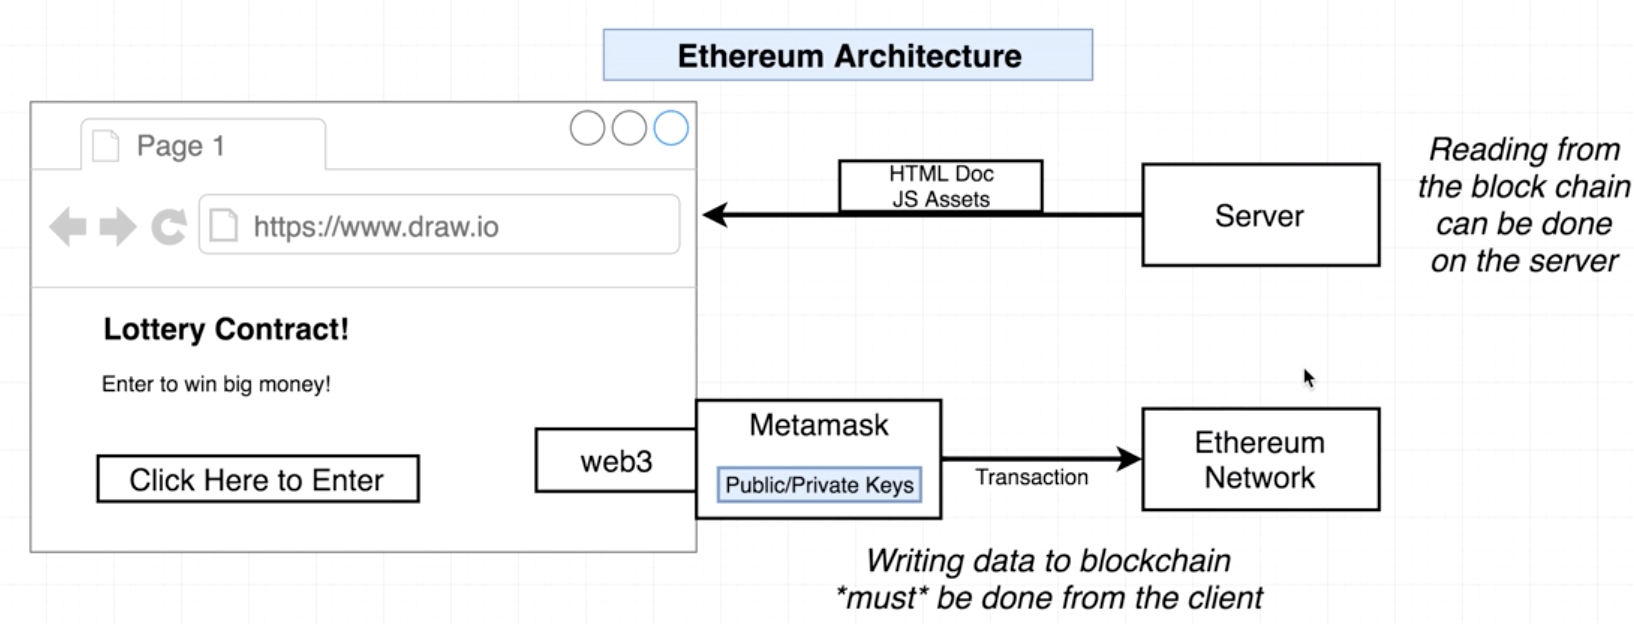 Ethereum Architecture
Page 1
https://www.draw.io
HTML Doc
JS Assets
Server
Reading from
the block chain
can be done
on the server
Lottery Contract!
Enter to win big money!
Click Here to Enter
web3
Metamask
Public/Private Keys
Transaction
Ethereum
Network
Writing data to blockchain
*must* be done from the client